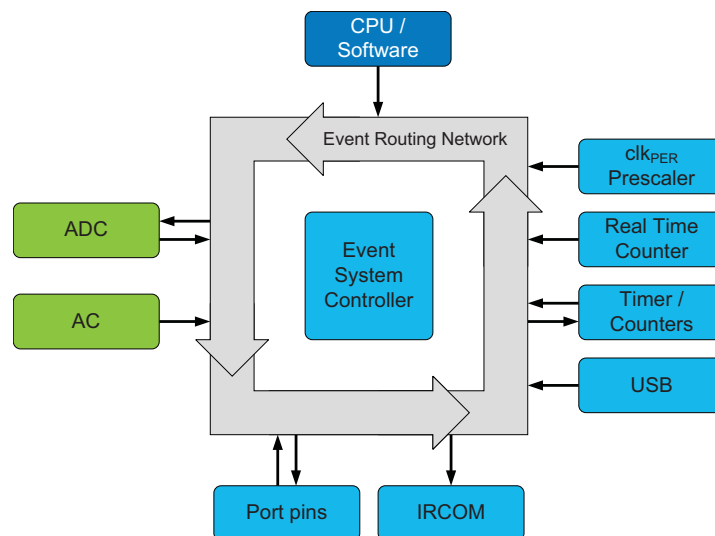 CPU /
Software
Event Routing Network
clkPER
Prescaler
ADC
Real Time
Counter
Event
System
Controller
AC
Timer /
Counters
USB
Port pins
IRCOM